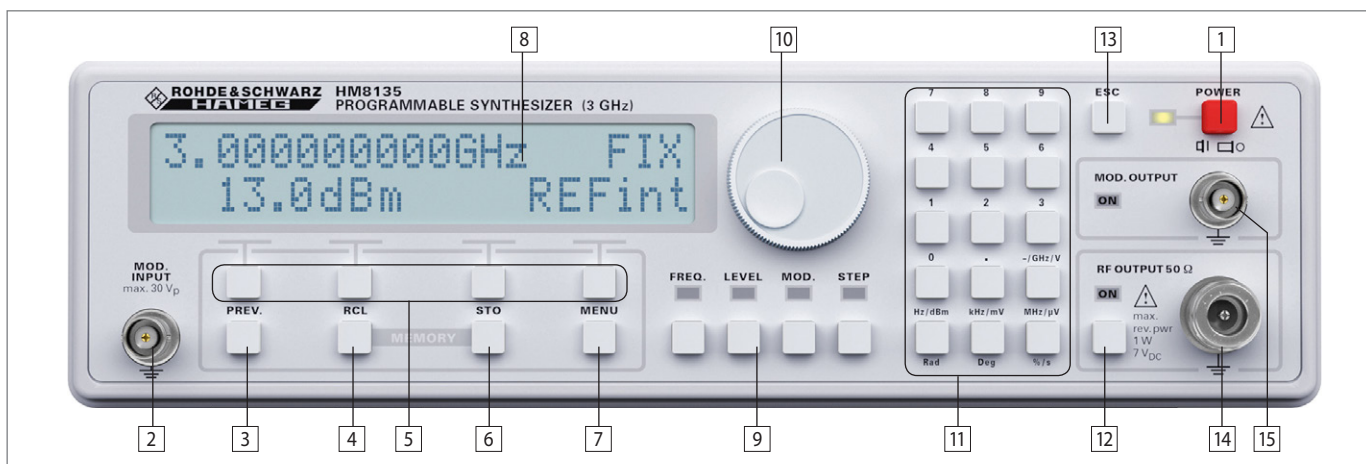 8
10
13
1
ROHDE&SCHWARZ HM8135
HAMEG PROGRAMMABLE SYNTHESIZER (3 GHz)
3.000000000GHz FIX
13.0dBm REFint
7 8 9
4 5 6
1 2 3
0 . -/GHz/V
Hz/dBm kHz/mV MHz/µV
Rad Deg %/s
ESC
POWER
MOD. OUTPUT
ON
RF OUTPUT 50 Ω
ON
max.
rev. pwr
1 W
7 VDC
MOD.
INPUT
max. 30 Vp
PREV. RCL STO MENU
MEMORY
FREQ. LEVEL MOD. STEP
2
3
4
5
6
7
9
11
12
14
15